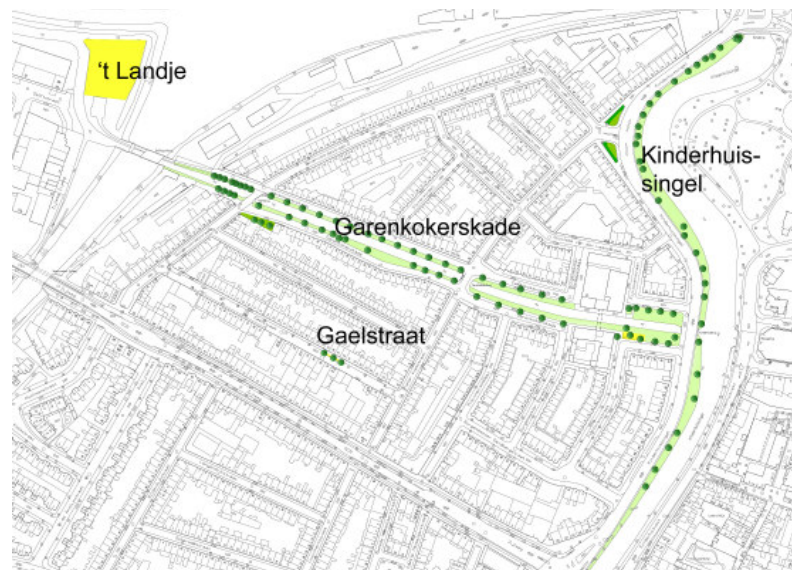 ‘t Landje
Kinderhuis-
singel
Garenkokerskade
Gaelstraat